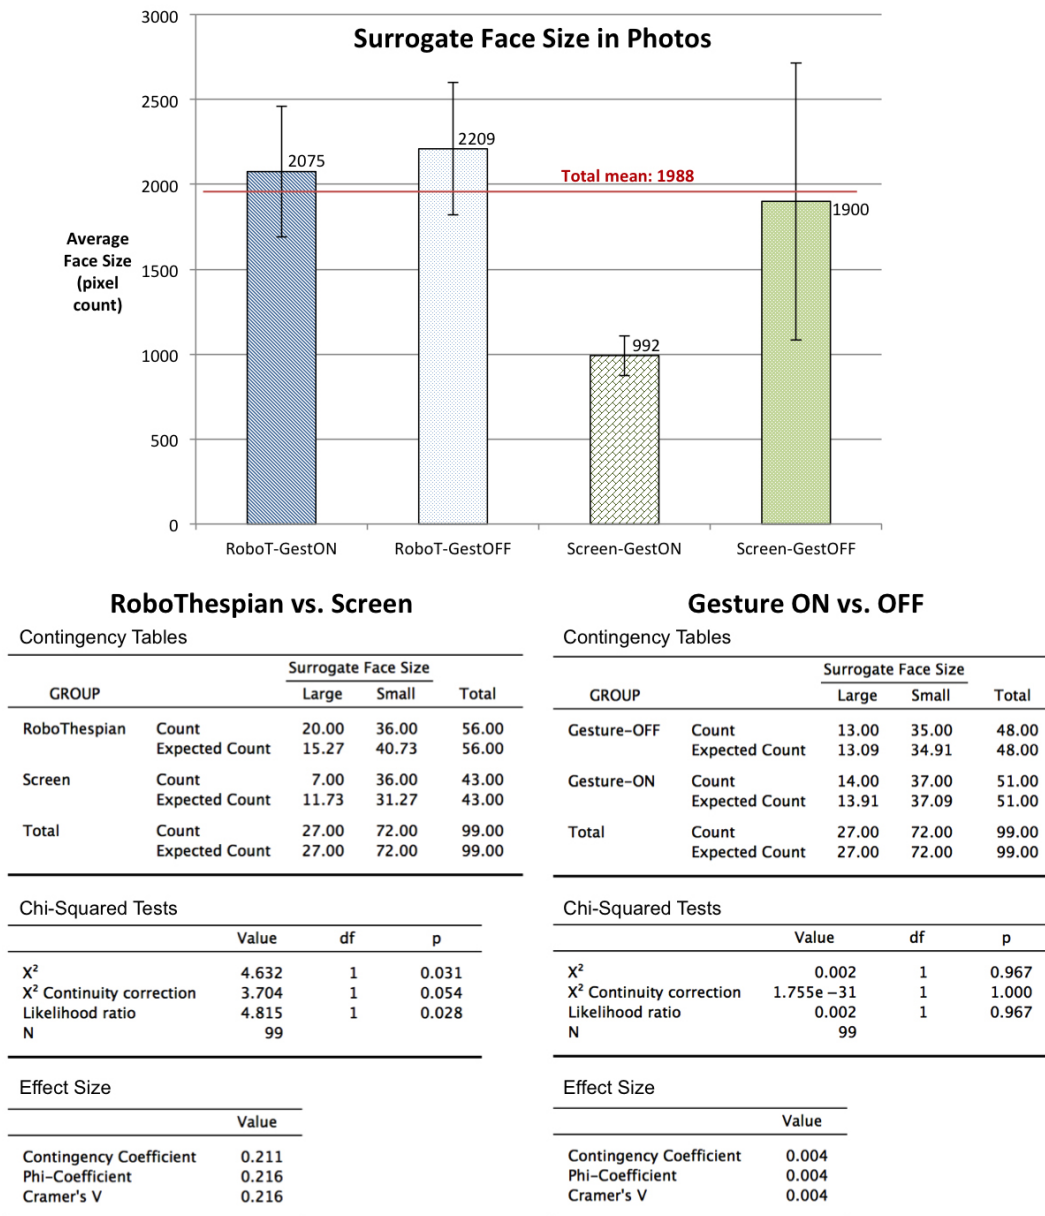 Surrogate Face Size in Photos
3000
2500
2000
1500
1000
500
0
Average
Face Size
(pixel
count)
2075
2209
992
1900
Total mean: 1988
RoboT-GestON RoboT-GestOFF Screen-GestON Screen-GestOFF
RoboThespian vs. Screen
Contingency Tables
Surrogate Face Size
GROUP Large Small Total
RoboThespian Count 20.00 36.00 56.00
Expected Count 15.27 40.73 56.00
Screen Count 7.00 36.00 43.00
Expected Count 11.73 31.27 43.00
Total Count 27.00 72.00 99.00
Expected Count 27.00 72.00 99.00
Chi-Squared Tests
Value df p
X² 4.632 1 0.031
X² Continuity correction 3.704 1 0.054
Likelihood ratio 4.815 1 0.028
N 99
Effect Size
Value
Contingency Coefficient 0.211
Phi-Coefficient 0.216
Cramer's V 0.216
Gesture ON vs. OFF
Contingency Tables
Surrogate Face Size
GROUP Large Small Total
Gesture-OFF Count 13.00 35.00 48.00
Expected Count 13.09 34.91 48.00
Gesture-ON Count 14.00 37.00 51.00
Expected Count 13.91 37.09 51.00
Total Count 27.00 72.00 99.00
Expected Count 27.00 72.00 99.00
Chi-Squared Tests
Value df p
X² 0.002 1 0.967
X² Continuity correction 1.755e −31 1 1.000
Likelihood ratio 0.002 1 0.967
N 99
Effect Size
Value
Contingency Coefficient 0.004
Phi-Coefficient 0.004
Cramer's V 0.004